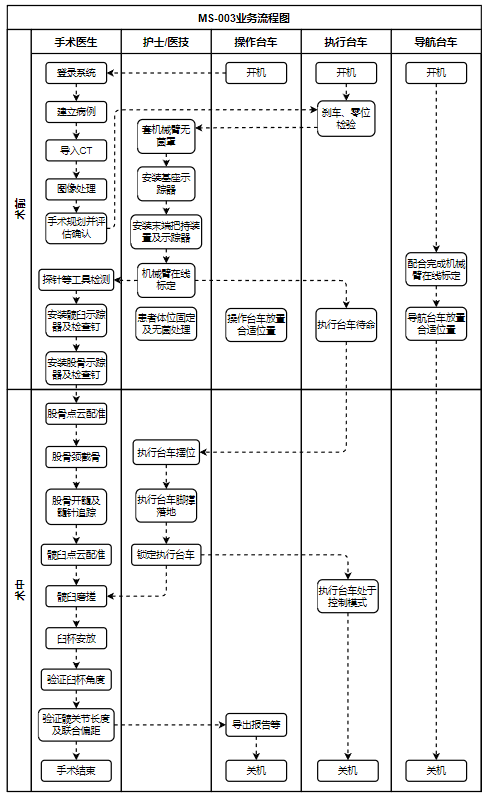 MS-003业务流程图
手术医生
护士/医技
操作台车
执行台车
导航台车
术前
登录系统
开机
开机
开机
建立病例
刹车、零位
检验
套机械臂无
菌罩
导入CT
图像处理
安装基座示
踪器
手术规划并评
估确认
安装末端把持装
置及示踪器
配合完成机械
臂在线标定
探针等工具检测
机械臂在线
标定
安装髋臼示踪
器及检查钉
患者体位固定
及无菌处理
操作台车放置
合适位置
执行台车待命
导航台车放置
合适位置
安装股骨示踪
器及检查钉
术中
股骨点云配准
股骨颈截骨
执行台车摆位
股骨开髓及
髓针追踪
执行台车脚撑
落地
髋臼点云配准
锁定执行台车
髋臼磨搓
执行台车处于
控制模式
臼杯安放
验证臼杯角度
验证髋关节长度
及联合偏距
导出报告等
手术结束
关机
关机
关机